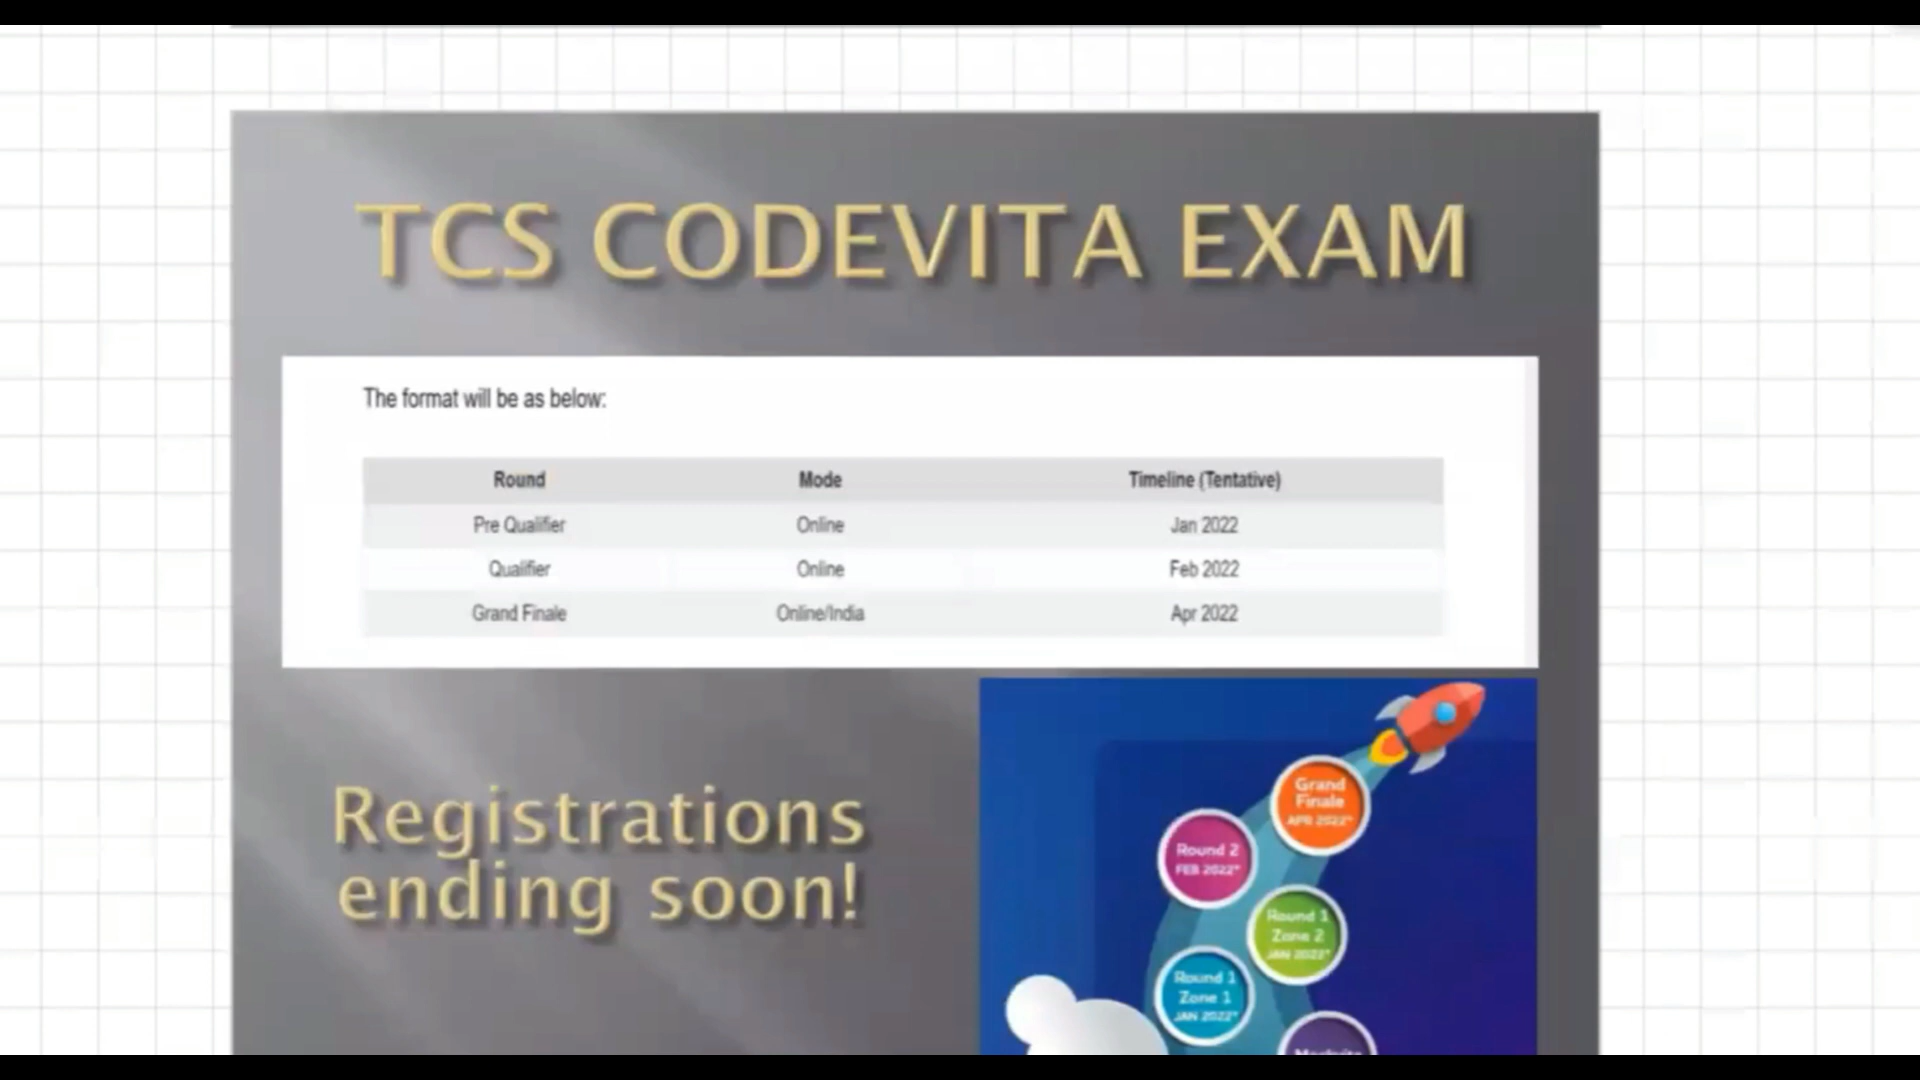 TCS CODEVITA EXAM
The format will be as below:
Round Mode Timeline (Tentative)
Pre Qualifier Online Jan 2022
Qualifier Online Feb 2022
Grand Finale Online/India Apr 2022
Registrations
ending soon!
Grand
Finale
APR 2022*
Round 2
FEB 2022*
Round 1
Zone 2
JAN 2022*
Round 1
Zone 1
JAN 2022*